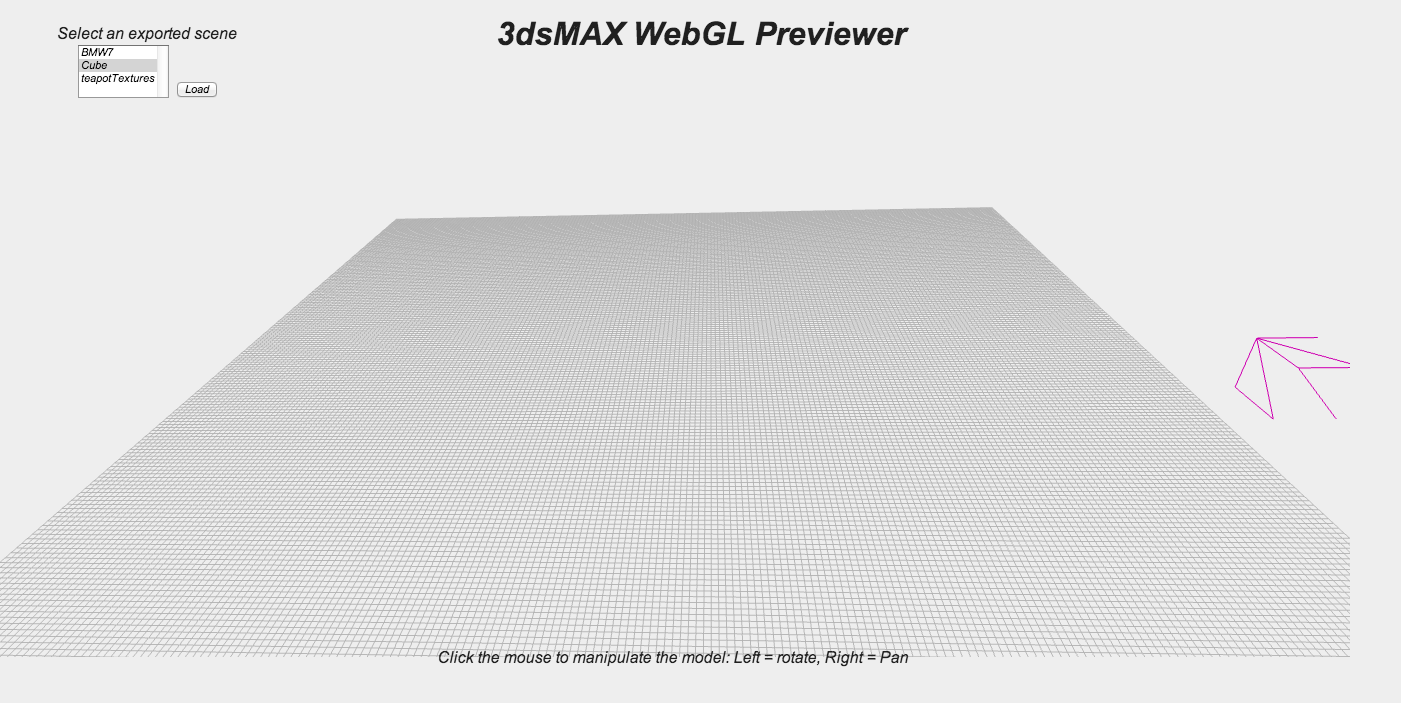 3dsMAX WebGL Previewer
Select an exported scene
BMW7
Cube
teapotTextures
Load
Click the mouse to manipulate the model: Left = rotate, Right = Pan